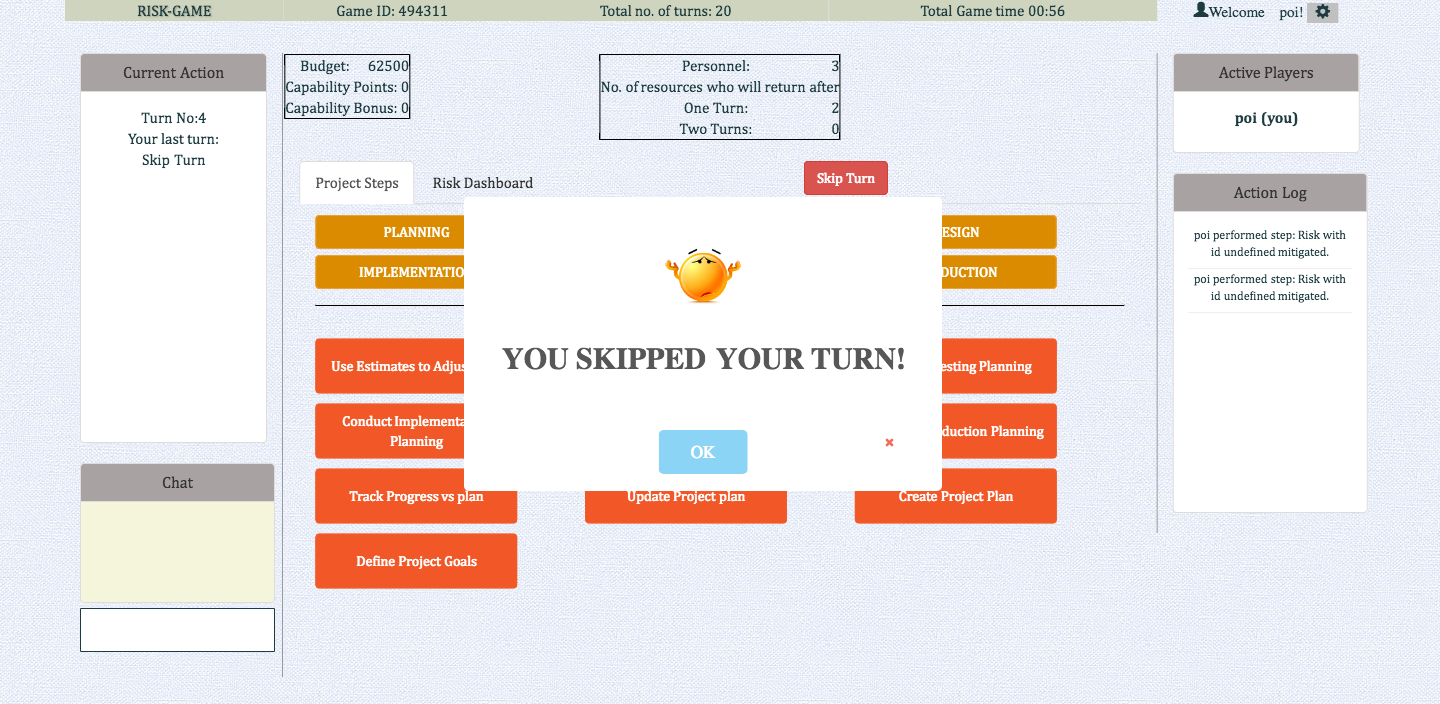 RISK-GAME
Game ID: 494311
Total no. of turns: 20
Total Game time 00:56
Welcome poi!
Current Action
Turn No:4
Your last turn:
Skip Turn
Budget: 62500
Capability Points: 0
Capability Bonus: 0
Personnel: 3
No. of resources who will return after
One Turn: 2
Two Turns: 0
Active Players
poi (you)
Project Steps
Risk Dashboard
Skip Turn
PLANNING
IMPLEMENTATIO
ESIGN
DUCTION
YOU SKIPPED YOUR TURN!
OK
Use Estimates to Adjus
esting Planning
Conduct Implementa
Planning
duction Planning
Track Progress vs plan
Update Project plan
Create Project Plan
Define Project Goals
Action Log
poi performed step: Risk with
id undefined mitigated.
poi performed step: Risk with
id undefined mitigated.
Chat